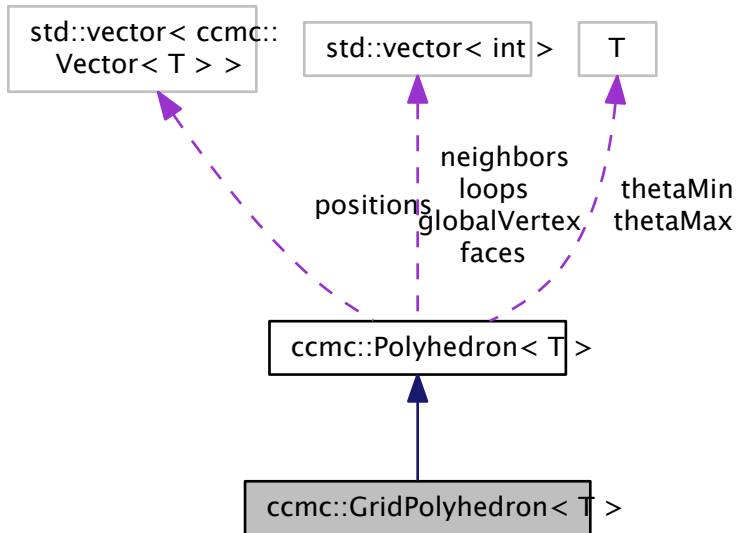 std::vector< ccmc::
Vector< T > >
std::vector< int >
T
positions
neighbors
loops
globalVertex
faces
thetaMin
thetaMax
ccmc::Polyhedron< T >
ccmc::GridPolyhedron< T >